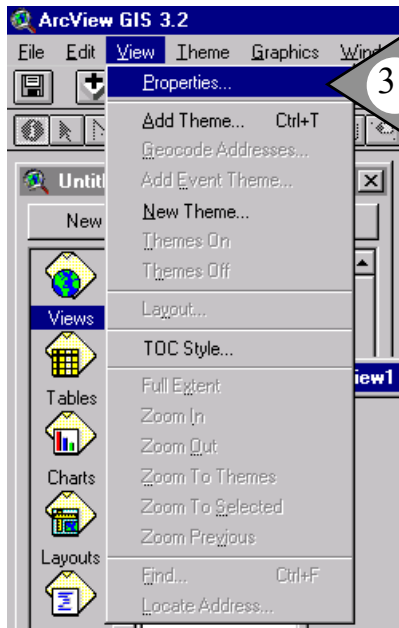 ArcView GIS 3.2
File Edit View Theme Graphics Wind
Properties...
3
Add Theme... Ctrl+T
Geocode Addresses...
Untitl
Add Event Theme...
New
New Theme...
Themes On
Themes Off
Views
Layout...
TOC Style...
iew1
Full Extent
Tables
Zoom In
Zoom Out
Charts
Zoom To Themes
Zoom To Selected
Zoom Previous
Layouts
Find... Ctrl+F
Locate Address...